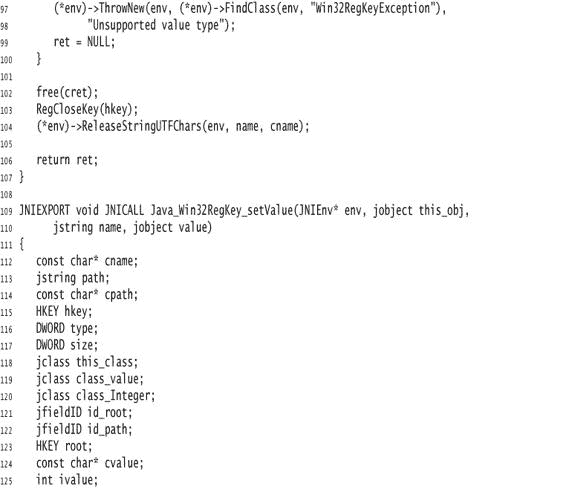 97 (*env)->ThrowNew(env, (*env)->FindClass(env, "Win32RegKeyException"),
98 "Unsupported value type");
99 ret = NULL;
100 }
101
102 free(cret);
103 RegCloseKey(hkey);
104 (*env)->ReleaseStringUTFChars(env, name, cname);
105
106 return ret;
107 }
108
109 JNIEXPORT void JNICALL Java_Win32RegKey_setValue(JNIEnv* env, jobject this_obj,
110 jstring name, jobject value)
111 {
112 const char* cname;
113 jstring path;
114 const char* cpath;
115 HKEY hkey;
116 DWORD type;
117 DWORD size;
118 jclass this_class;
119 jclass class_value;
120 jclass class_Integer;
121 jfieldID id_root;
122 jfieldID id_path;
123 HKEY root;
124 const char* cvalue;
125 int ivalue;